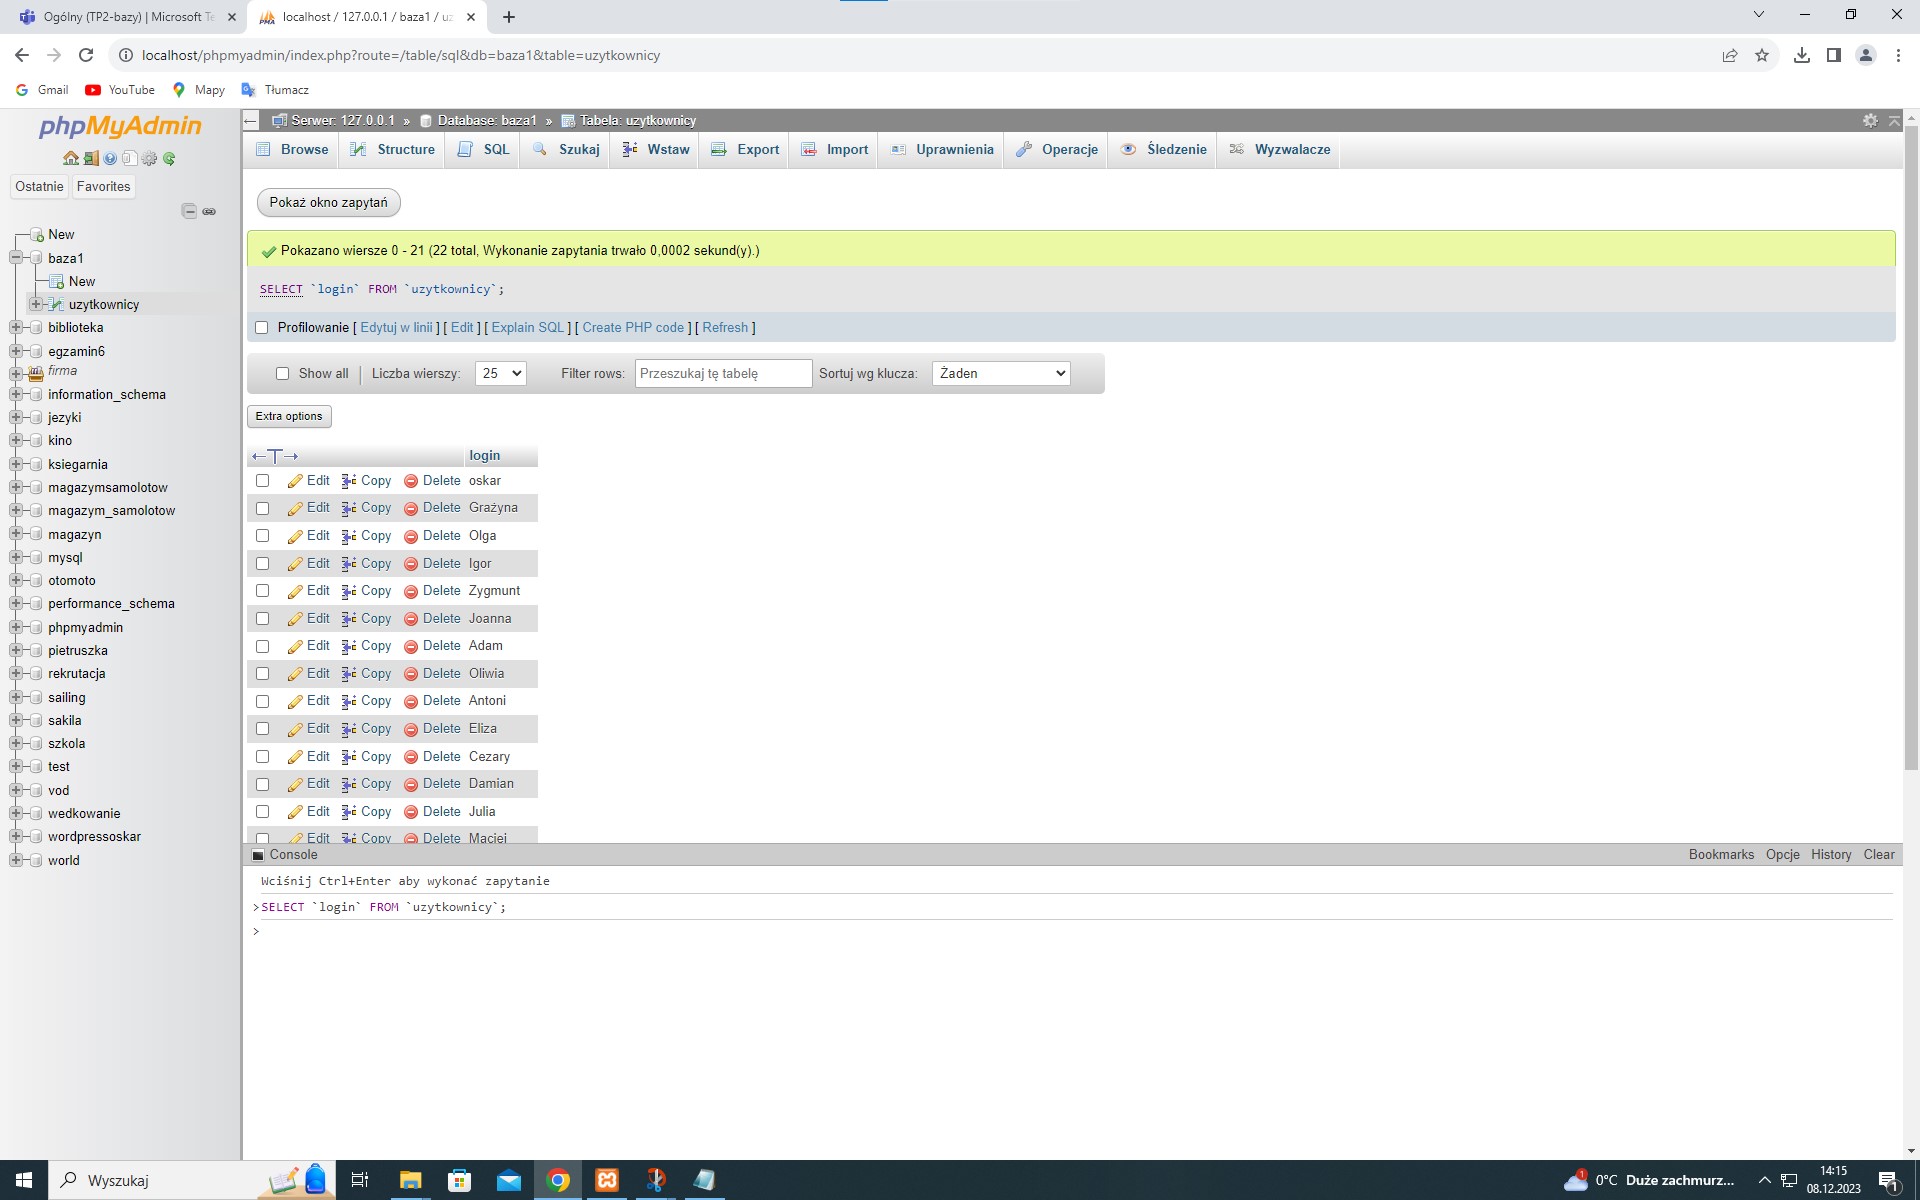 Ogólny (TP2-bazy) | Microsoft Te
localhost / 127.0.0.1 / baza1 / uz
localhost/phpmyadmin/index.php?route=/table/sql&db=baza1&table=uzytkownicy
Gmail YouTube Mapy Tłumacz
phpMyAdmin
Ostatnie Favorites
New
baza1
New
uzytkownicy
biblioteka
egzamin6
firma
information_schema
jezyki
kino
ksiegarnia
magazymsamolotow
magazym_samolotow
magazyn
mysql
otomoto
performance_schema
phpmyadmin
pietruszka
rekrutacja
sailing
sakila
szkola
test
vod
wedkowanie
wordpressoskar
world
Serwer: 127.0.0.1 » Database: baza1 » Tabela: uzytkownicy
Browse Structure SQL Szukaj Wstaw Export Import Uprawnienia Operacje Śledzenie Wyzwalacze
Pokaż okno zapytań
Pokazano wiersze 0 - 21 (22 total, Wykonanie zapytania trwało 0,0002 sekund(y).)
SELECT `login` FROM `uzytkownicy`;
Profilowanie [ Edytuj w linii ] [ Edit ] [ Explain SQL ] [ Create PHP code ] [ Refresh ]
Show all | Liczba wierszy: 25 Filter rows: Przeszukaj tę tabelę Sortuj wg klucza: Żaden
Extra options
←T→ login
Edit Copy Delete oskar
Edit Copy Delete Grażyna
Edit Copy Delete Olga
Edit Copy Delete Igor
Edit Copy Delete Zygmunt
Edit Copy Delete Joanna
Edit Copy Delete Adam
Edit Copy Delete Oliwia
Edit Copy Delete Antoni
Edit Copy Delete Eliza
Edit Copy Delete Cezary
Edit Copy Delete Damian
Edit Copy Delete Julia
Edit Copy Delete Maciej
Console Bookmarks Opcje History Clear
Wciśnij Ctrl+Enter aby wykonać zapytanie
>SELECT `login` FROM `uzytkownicy`;
>
Wyszukaj
1 0°C Duże zachmurz...
14:15
08.12.2023
1